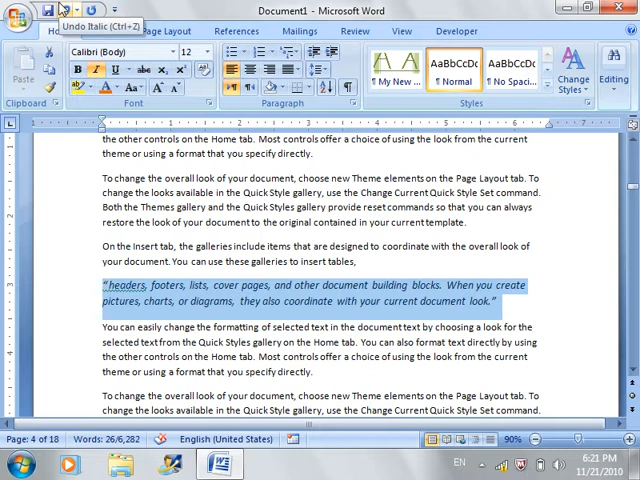 Document1 - Microsoft Word
Undo Italic (Ctrl+Z)
Page Layout
References
Mailings
Review
View
Developer
Paste
Clipboard
Calibri (Body)
12
Font
Paragraph
AaBbCc
AaBbCcDc
AaBbCcDc
¶ My New ...
¶ Normal
¶ No Spaci...
Change
Styles
Styles
Editing
the other controls on the Home tab. Most controls offer a choice of using the look from the current
theme or using a format that you specify directly.
To change the overall look of your document, choose new Theme elements on the Page Layout tab. To
change the looks available in the Quick Style gallery, use the Change Current Quick Style Set command.
Both the Themes gallery and the Quick Styles gallery provide reset commands so that you can always
restore the look of your document to the original contained in your current template.
On the Insert tab, the galleries include items that are designed to coordinate with the overall look of
your document. You can use these galleries to insert tables,
“headers, footers, lists, cover pages, and other document building blocks. When you create
pictures, charts, or diagrams, they also coordinate with your current document look.”
You can easily change the formatting of selected text in the document text by choosing a look for the
selected text from the Quick Styles gallery on the Home tab. You can also format text directly by using
the other controls on the Home tab. Most controls offer a choice of using the look from the current
theme or using a format that you specify directly.
To change the overall look of your document, choose new Theme elements on the Page Layout tab. To
change the looks available in the Quick Style gallery, use the Change Current Quick Style Set command.
Page: 4 of 18
Words: 26/6,282
English (United States)
90%
EN
6:21 PM
11/21/2010